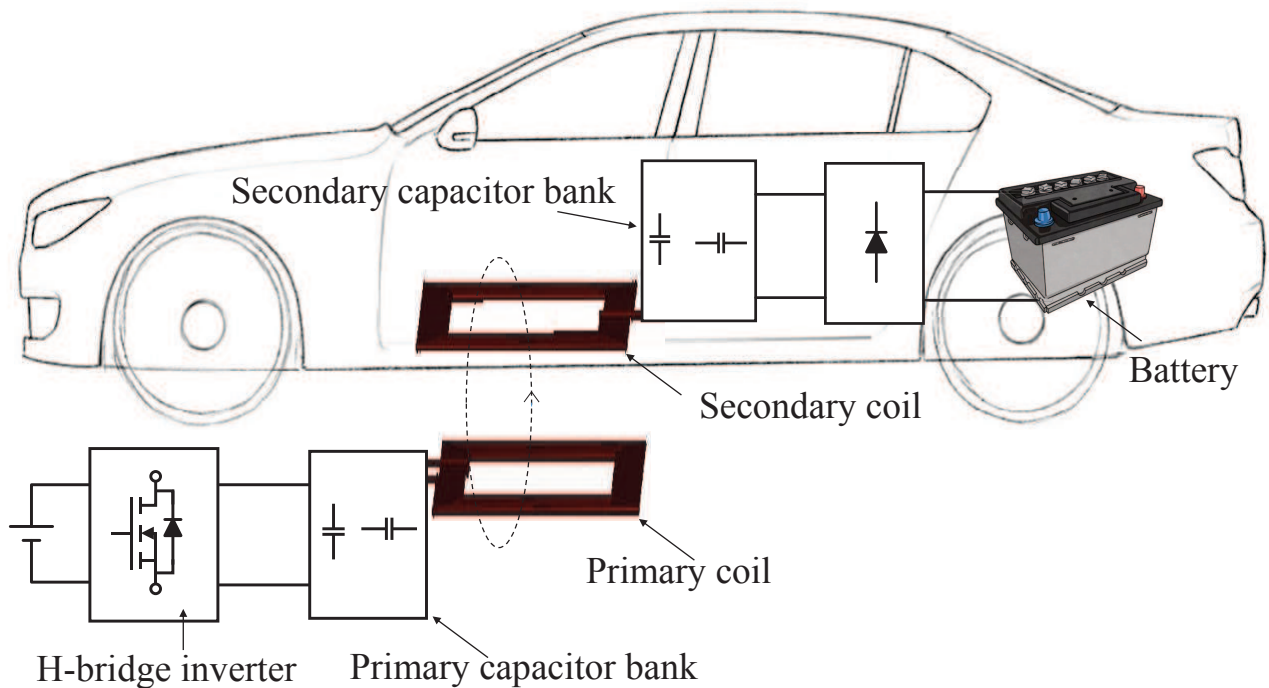 Secondary capacitor bank
Battery
Secondary coil
Primary coil
H-bridge inverter
Primary capacitor bank